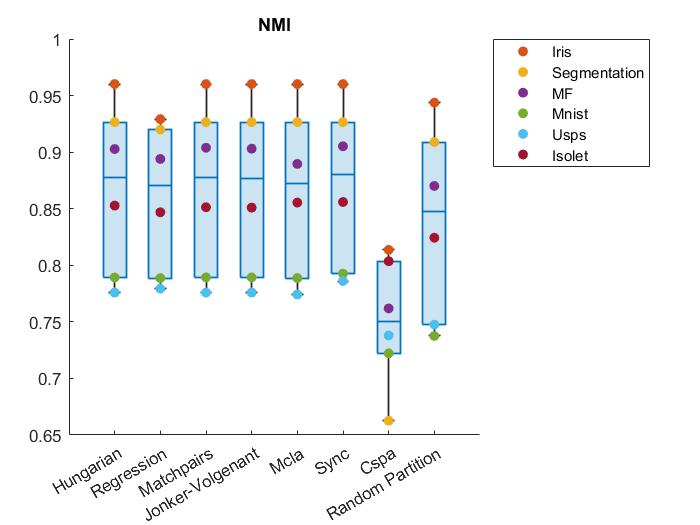 NMI
1
0.95
0.9
0.85
0.8
0.75
0.7
0.65
Hungarian
Regression
Matchpairs
Jonker-Volgenant
Mcla
Sync
Cspa
Random Partition
Iris
Segmentation
MF
Mnist
Usps
Isolet